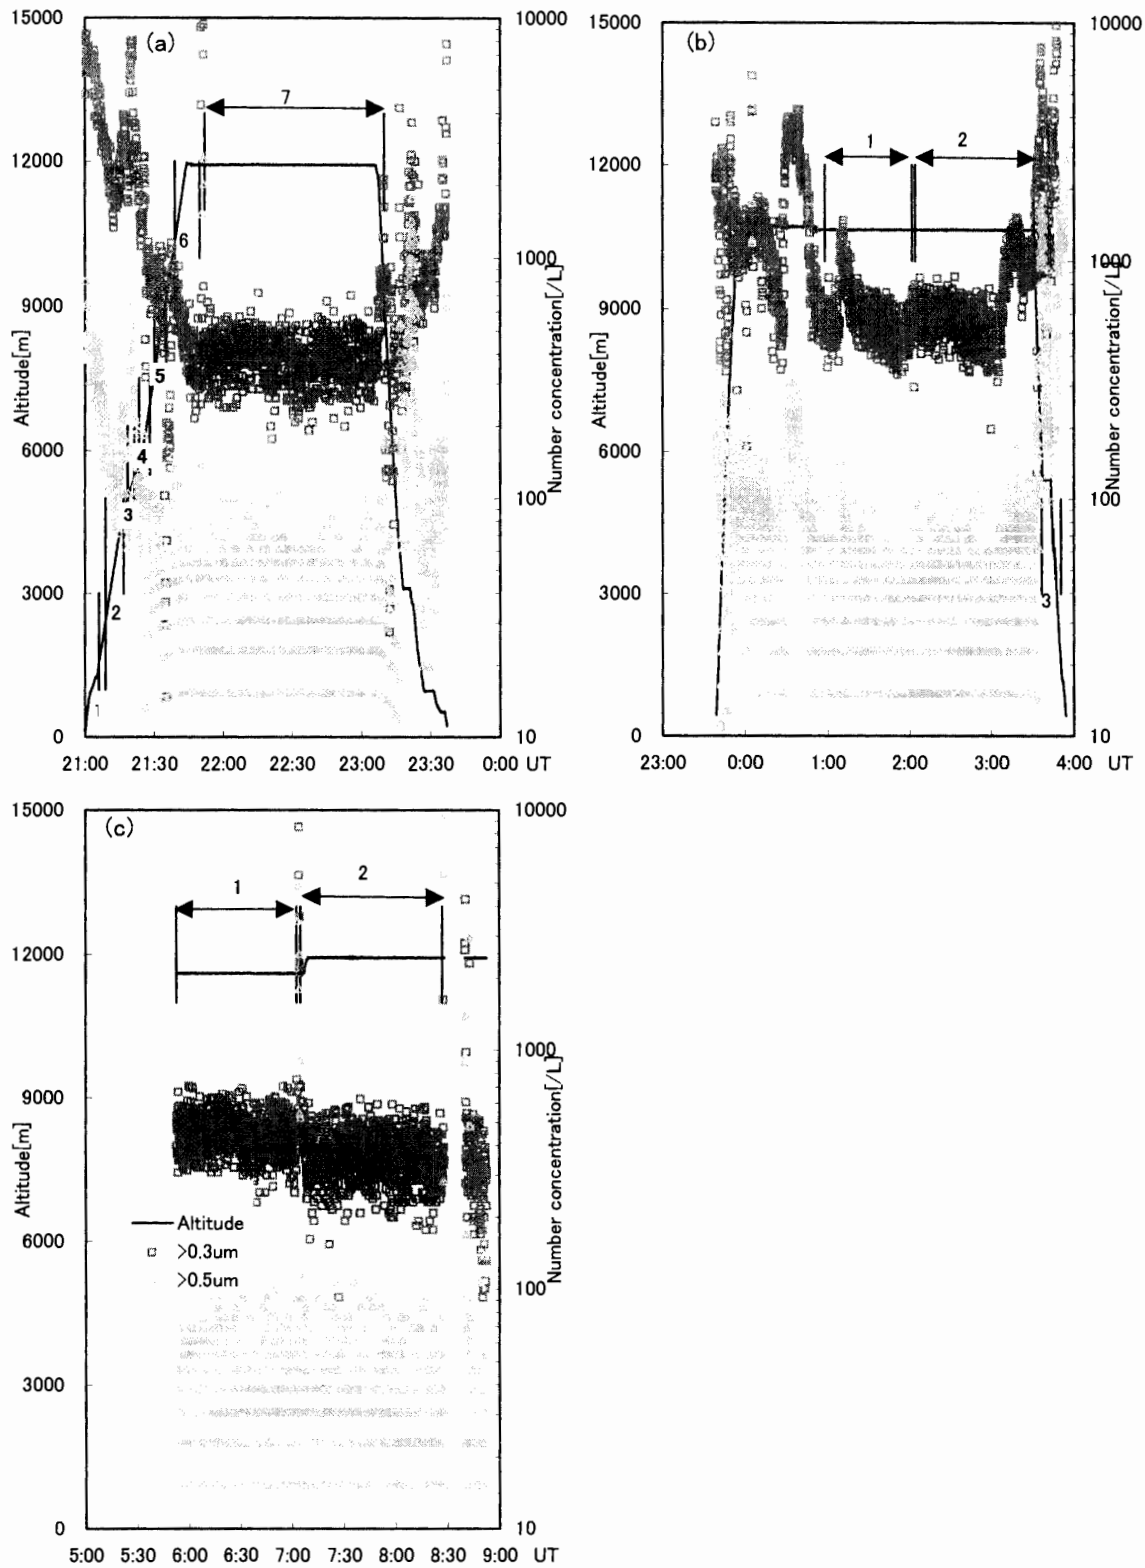 (a)
15000
12000
9000
6000
3000
0
Altitude[m]
10000
1000
100
10
Number concentration[/L]
1
2
3
4
5
6
7
21:00 21:30 22:00 22:30 23:00 23:30 0:00 UT
(b)
15000
12000
9000
6000
3000
0
Altitude[m]
10000
1000
100
10
Number concentration[/L]
1
2
3
23:00 0:00 1:00 2:00 3:00 4:00 UT
(c)
15000
12000
9000
6000
3000
0
Altitude[m]
10000
1000
100
10
Number concentration[/L]
1
2
Altitude
>0.3um
>0.5um
5:00 5:30 6:00 6:30 7:00 7:30 8:00 8:30 9:00 UT